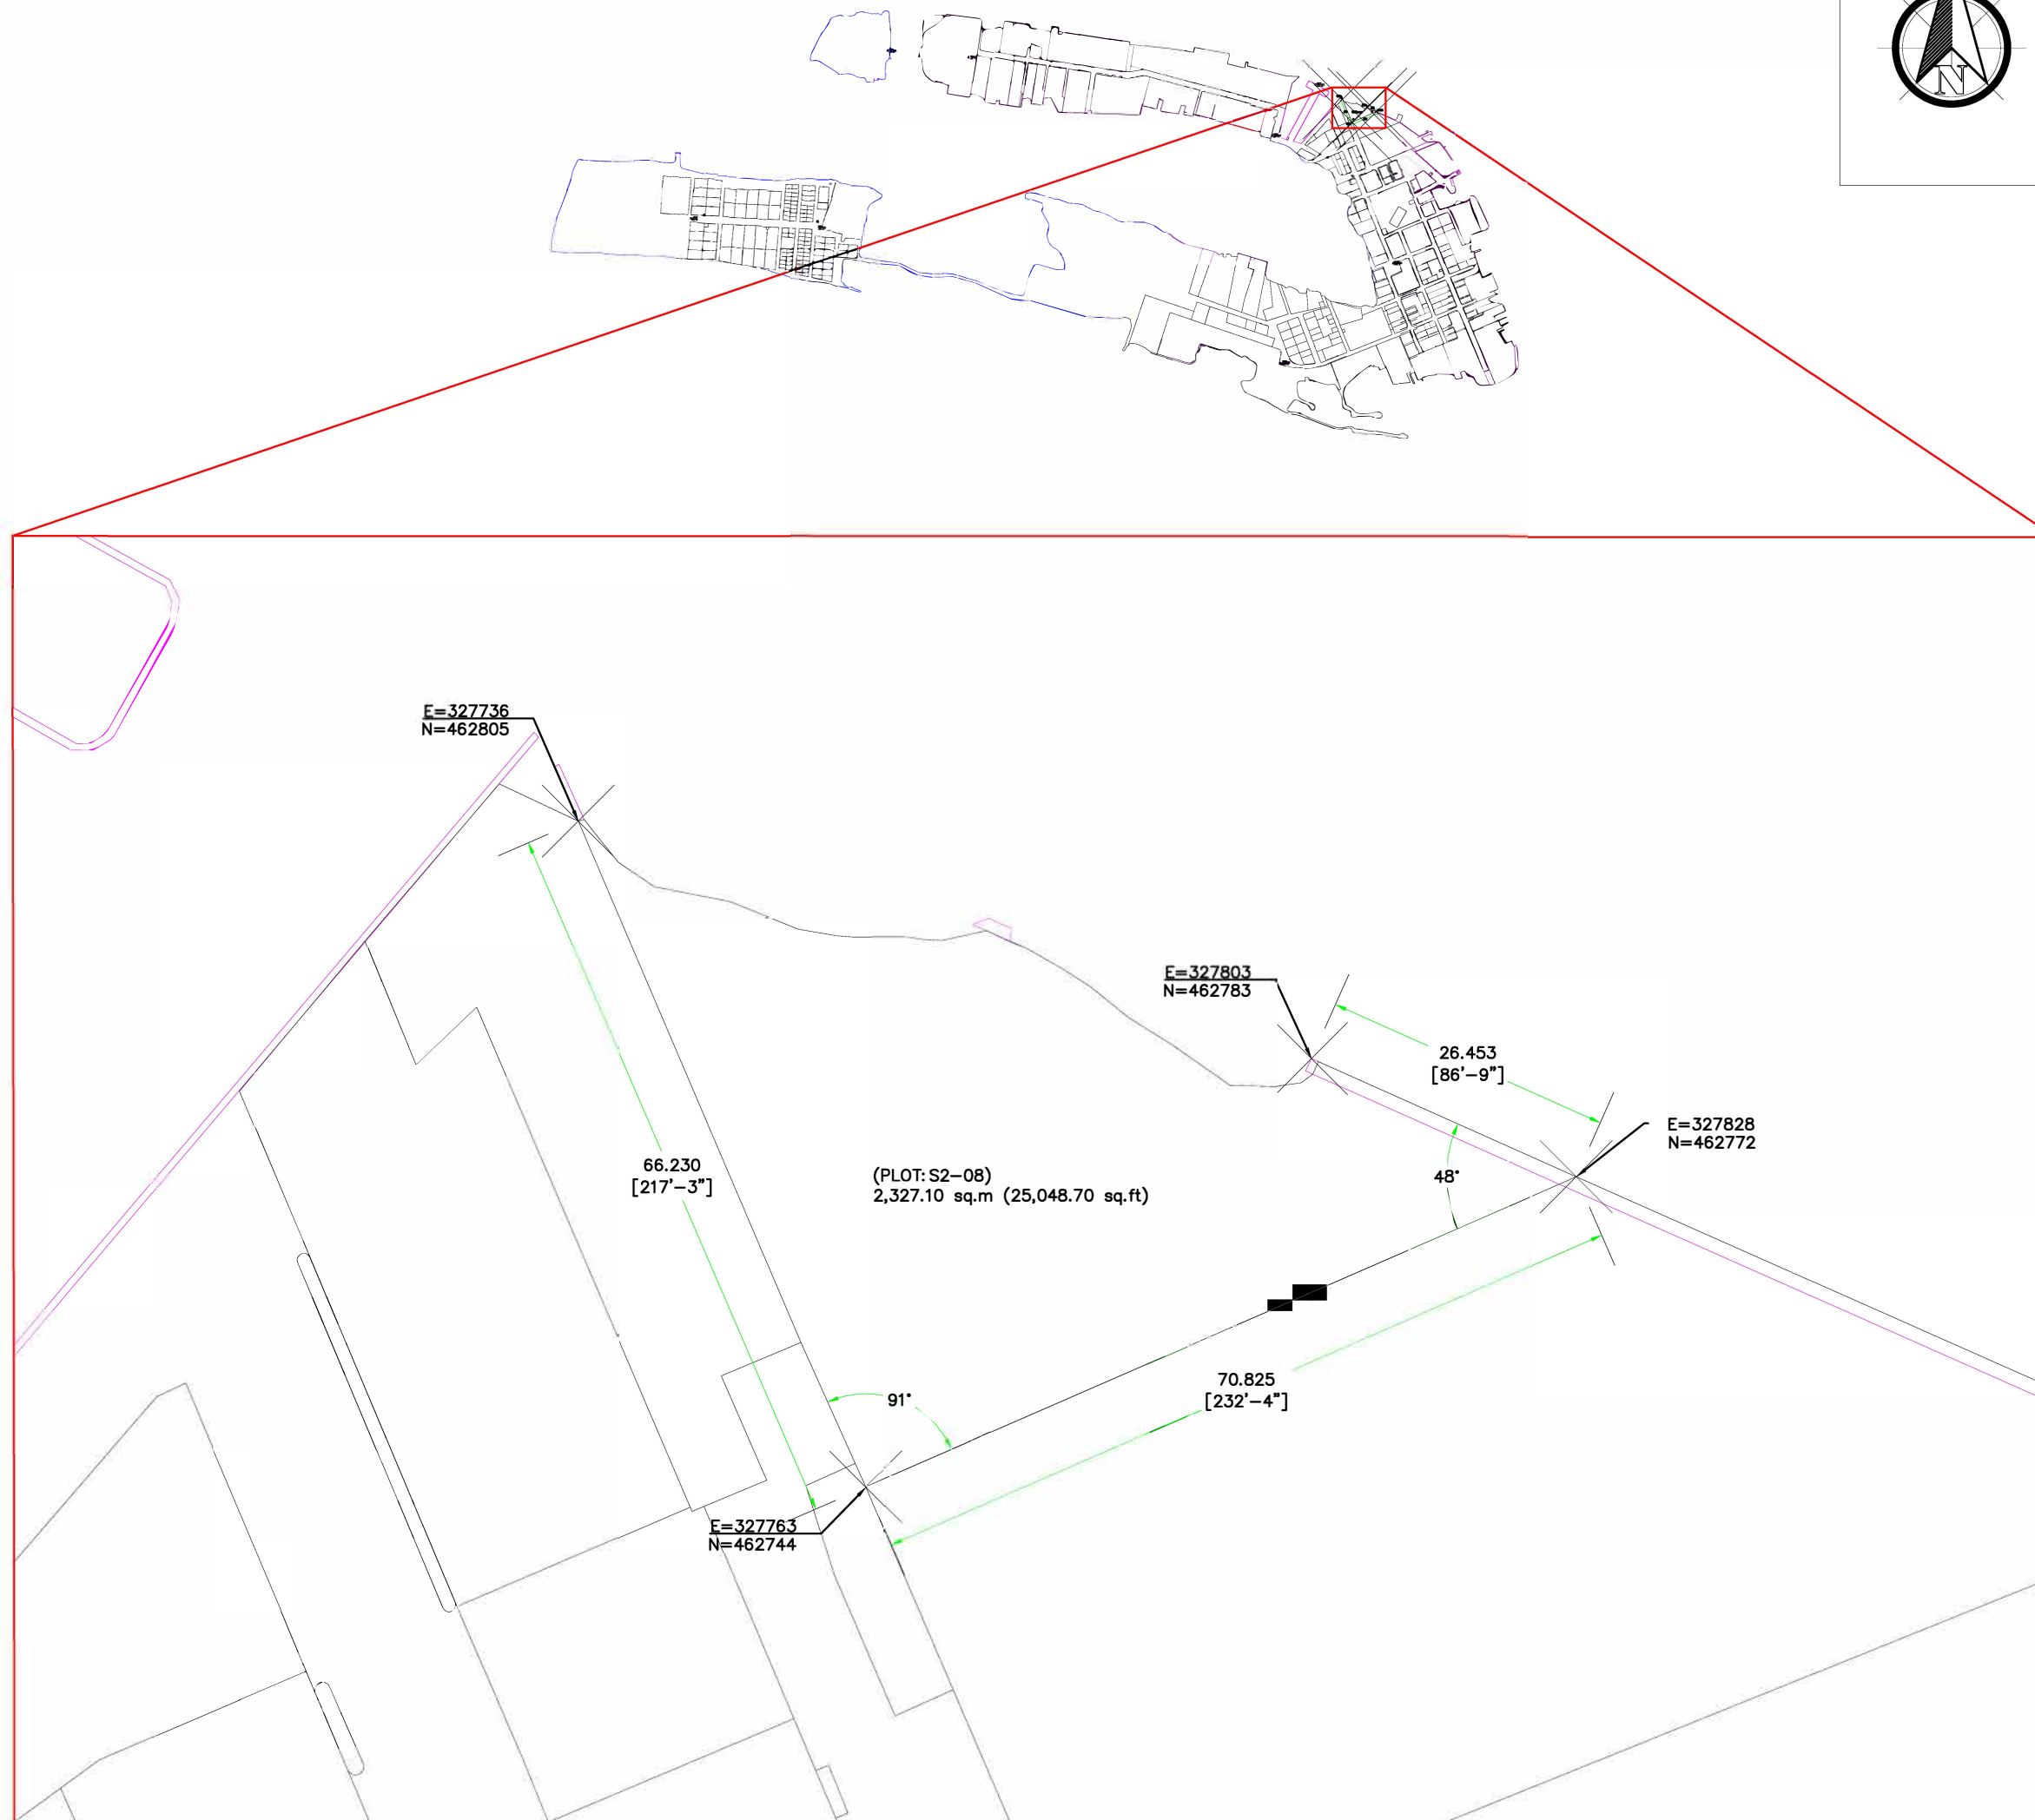 N
E=327736
N=462805
E=327803
N=462783
26.453
[86'-9"]
E=327828
N=462772
66.230
[217'-3"]
(PLOT: S2-08)
2,327.10 sq.m (25,048.70 sq.ft)
48°
70.825
[232'-4"]
91°
E=327763
N=462744